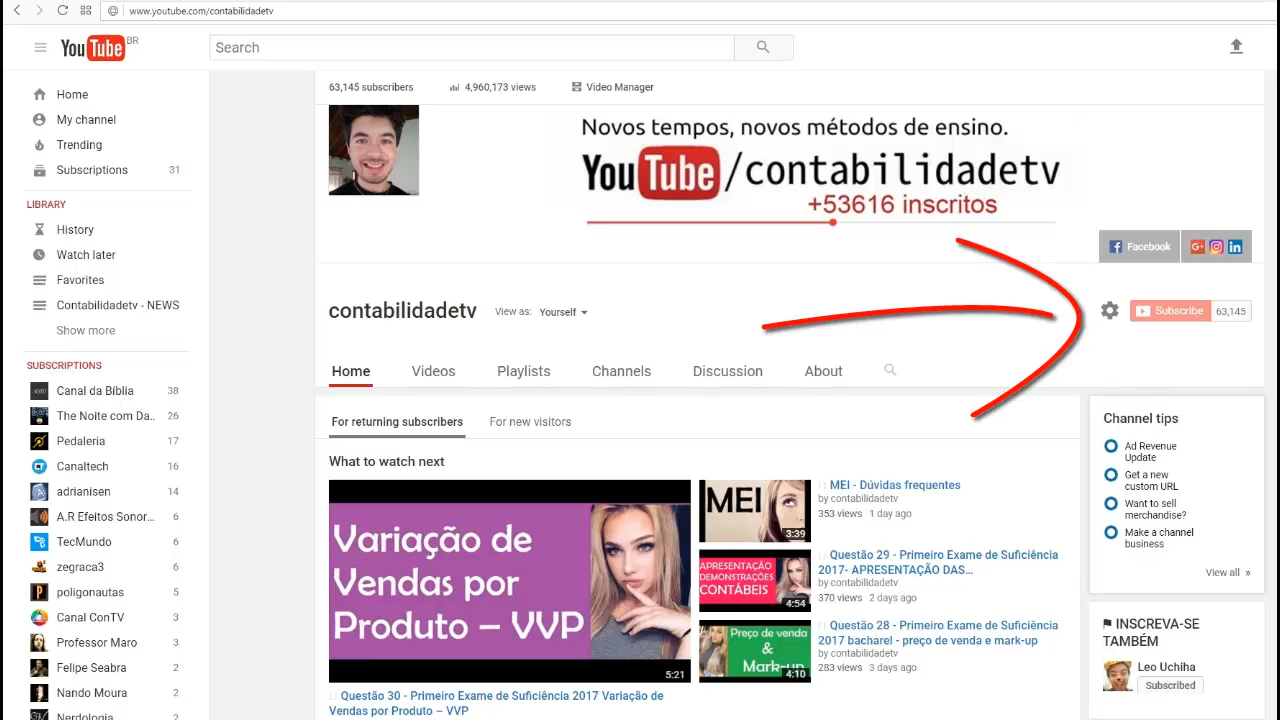 www.youtube.com/contabilidadetv
YouTube BR
Search
Home
My channel
Trending
Subscriptions 31
LIBRARY
History
Watch later
Favorites
Contabilidadetv - NEWS
Show more
SUBSCRIPTIONS
Canal da Bíblia 38
The Noite com Da.. 26
Pedaleria 17
Canaltech 16
adrianisen 14
A.R Efeitos Sonor... 6
TecMundo 6
zegraca3 6
poligonautas 5
Canal ConTV 3
Professor Maro 3
Felipe Seabra 2
Nando Moura 2
Nerdologia 2
63,145 subscribers
4,960,173 views
Video Manager
Novos tempos, novos métodos de ensino.
YouTube/contabilidadetv
+53616 inscritos
Facebook
contabilidadetv
View as: Yourself
Subscribe 63,145
Home Videos Playlists Channels Discussion About
For returning subscribers For new visitors
What to watch next
Variação de
Vendas por
Produto – VVP
5:21
Questão 30 - Primeiro Exame de Suficiência 2017 Variação de
Vendas por Produto – VVP
MEI
3:39
MEI - Dúvidas frequentes
by contabilidadetv
353 views 1 day ago
APRESENTAÇÃO
DEMONSTRAÇÕES
CONTÁBEIS
4:54
Questão 29 - Primeiro Exame de Suficiência
2017- APRESENTAÇÃO DAS...
by contabilidadetv
370 views 2 days ago
Preço de venda
&
Mark-up
4:10
Questão 28 - Primeiro Exame de Suficiência
2017 bacharel - preço de venda e mark-up
by contabilidadetv
283 views 3 days ago
Channel tips
Ad Revenue
Update
Get a new
custom URL
Want to sell
merchandise?
Make a channel
business
View all »
INSCREVA-SE
TAMBÉM
Leo Uchiha
Subscribed